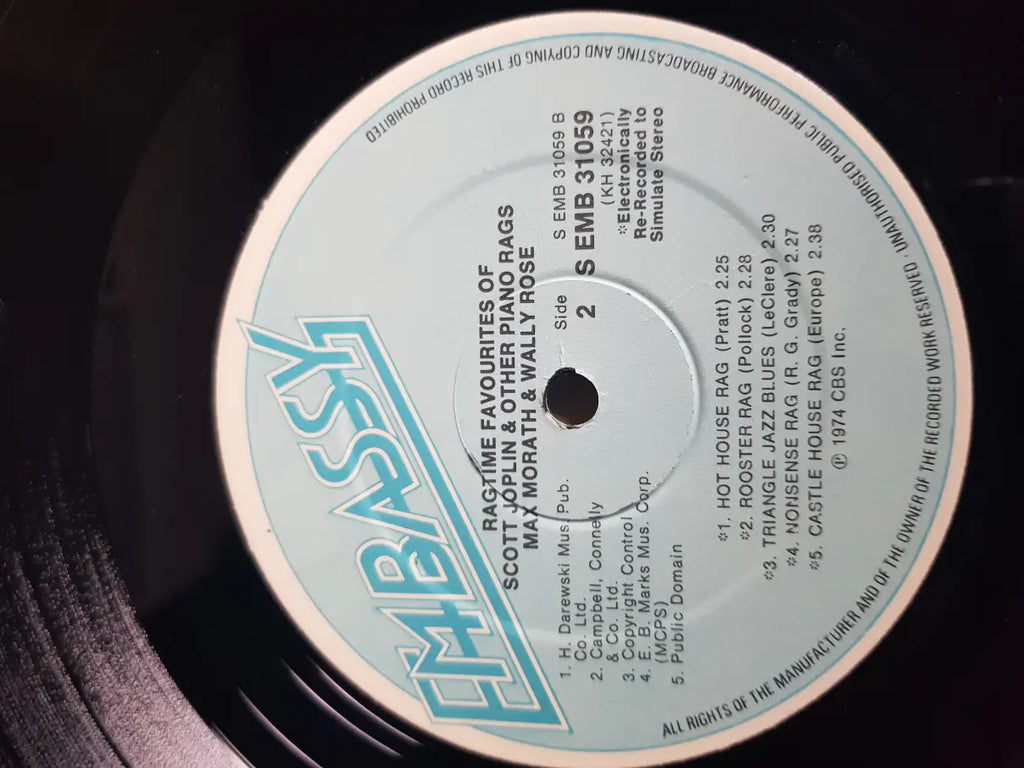 EMBASSY
RAGTIME FAVOURITES OF
SCOTT JOPLIN & OTHER PIANO RAGS
MAX MORATH & WALLY ROSE
1. H. Darewski Mus. Pub.
Co. Ltd.
2. Campbell, Connelly
& Co. Ltd.
3. Copyright Control
4. E. B. Marks Mus. Corp.
(MCPS)
5. Public Domain
Side
2
S EMB 31059 B
S EMB 31059
(KH 32421)
*Electronically
Re-Recorded to
Simulate Stereo
*1. HOT HOUSE RAG (Pratt) 2.25
*2. ROOSTER RAG (Pollock) 2.28
*3. TRIANGLE JAZZ BLUES (LeClere) 2.30
*4. NONSENSE RAG (R. G. Grady) 2.27
*5. CASTLE HOUSE RAG (Europe) 2.38
℗ 1974 CBS Inc.
ALL RIGHTS OF THE MANUFACTURER AND OF THE OWNER OF THE RECORDED WORK RESERVED · UNAUTHORISED PUBLIC PERFORMANCE BROADCASTING AND COPYING OF THIS RECORD PROHIBITED